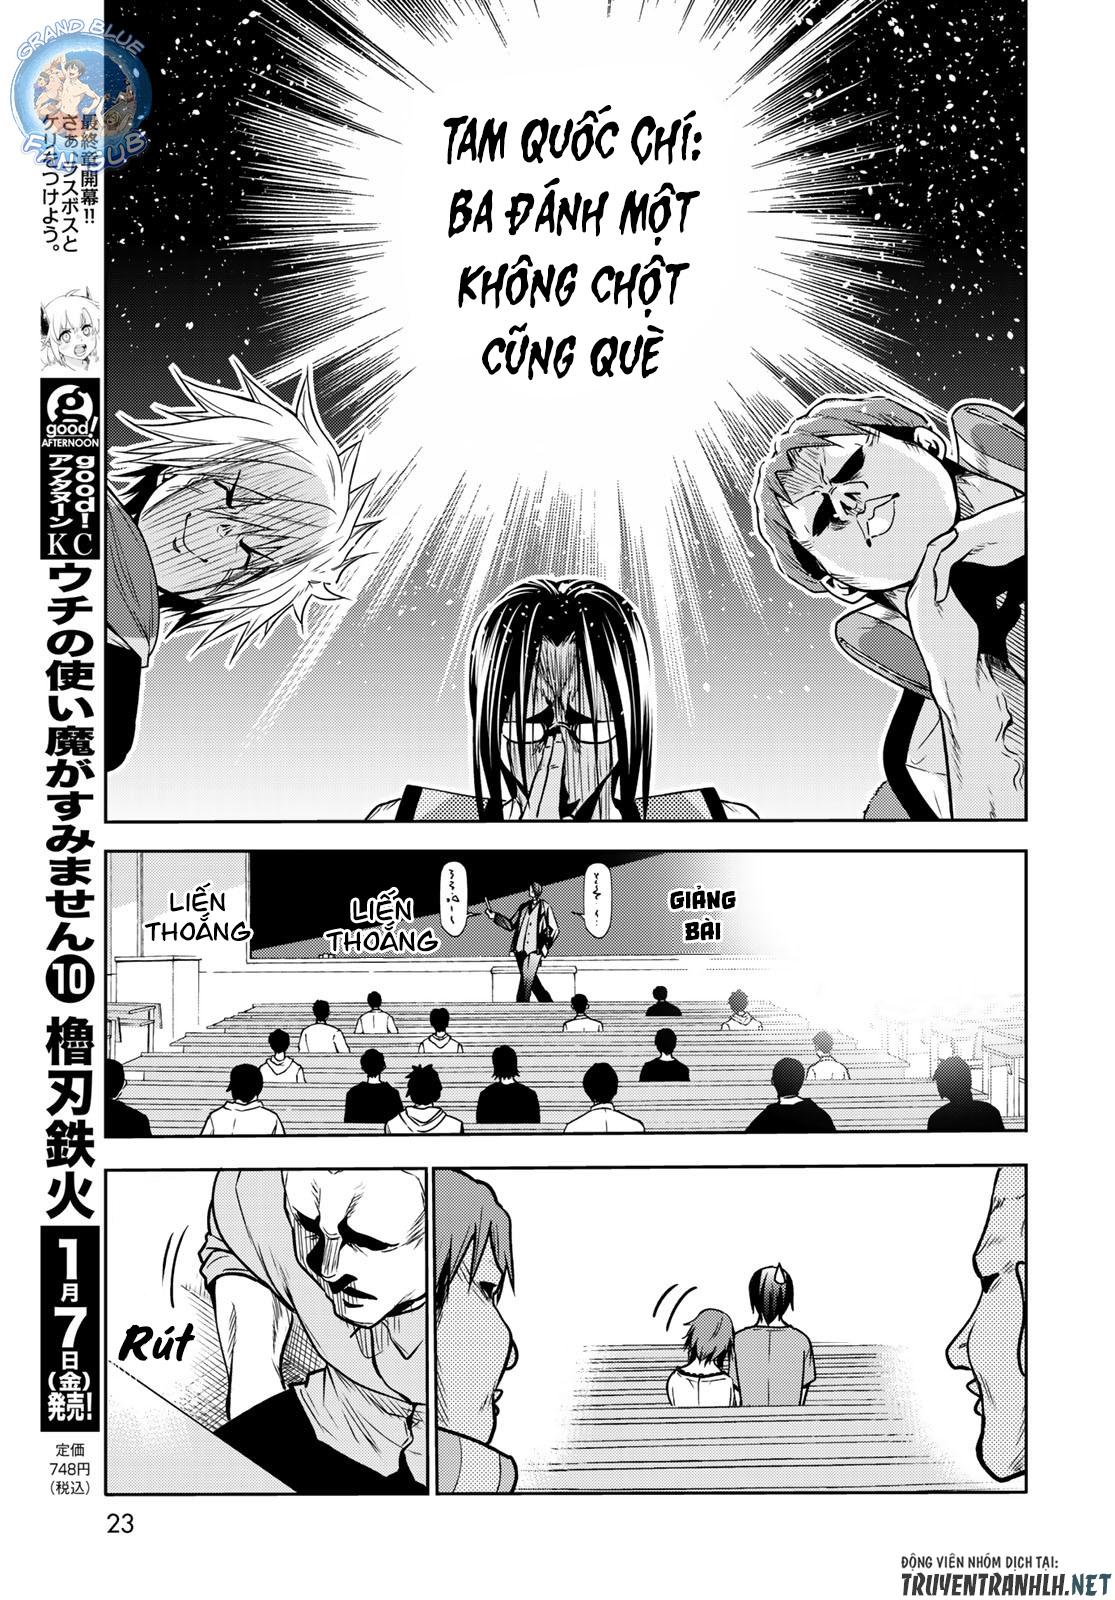 GRAND BLUE
FAN SUB
TAM QUỐC CHÍ:
BA ĐÁNH MỘT
KHÔNG CHỘT
CŨNG QUÈ
最終章開幕!!
さぁ、ラスボスと
ケリをつけよう。
good!
AFTERNOON
good!
アフタヌーン
KC
ウチの使い魔がすみません⑩
櫓刃鉄火
1月7日(金)発売!
定価
748円
(税込)
LIẾN
THOẮNG
LIẾN
THOẮNG
GIẢNG
BÀI
RÚT
23
ĐỘNG VIÊN NHÓM DỊCH TẠI:
TRUYENTRANHLH.NET